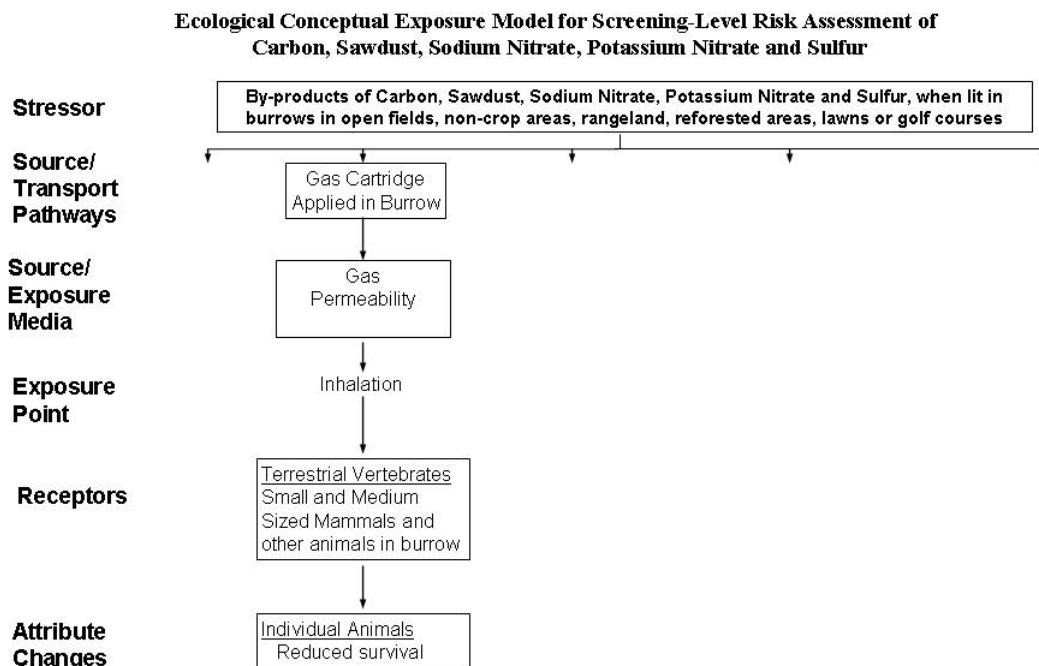 Ecological Conceptual Exposure Model for Screening-Level Risk Assessment of
Carbon, Sawdust, Sodium Nitrate, Potassium Nitrate and Sulfur
Stressor
By-products of Carbon, Sawdust, Sodium Nitrate, Potassium Nitrate and Sulfur, when lit in
burrows in open fields, non-crop areas, rangeland, reforested areas, lawns or golf courses
Source/
Transport
Pathways
Gas Cartridge
Applied in Burrow
Source/
Exposure
Media
Gas
Permeability
Exposure
Point
Inhalation
Receptors
Terrestrial Vertebrates
Small and Medium
Sized Mammals and
other animals in burrow
Attribute
Changes
Individual Animals
Reduced survival